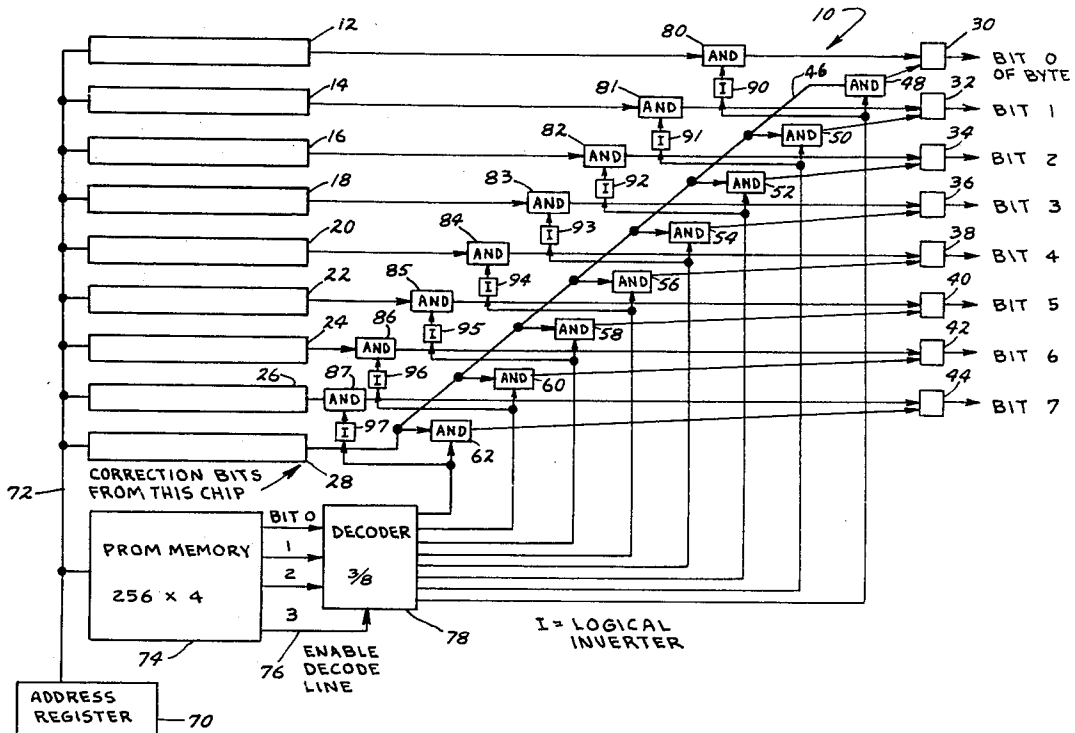 10
12
80
30
AND
BIT 0
OF BYTE
I
90
46
AND
48
14
81
32
AND
BIT 1
I
91
AND
50
16
82
34
AND
BIT 2
I
92
AND
52
18
83
36
AND
BIT 3
I
93
AND
54
20
84
38
AND
BIT 4
I
94
AND
56
22
85
40
AND
BIT 5
I
95
AND
58
24
86
42
AND
BIT 6
I
96
AND
60
26
87
44
AND
BIT 7
I
97
AND
62
28
CORRECTION BITS
FROM THIS CHIP
72
PROM MEMORY
256 x 4
74
BIT 0
1
2
3
76
DECODER
3/8
78
ENABLE
DECODE
LINE
I = LOGICAL
INVERTER
ADDRESS
REGISTER
70